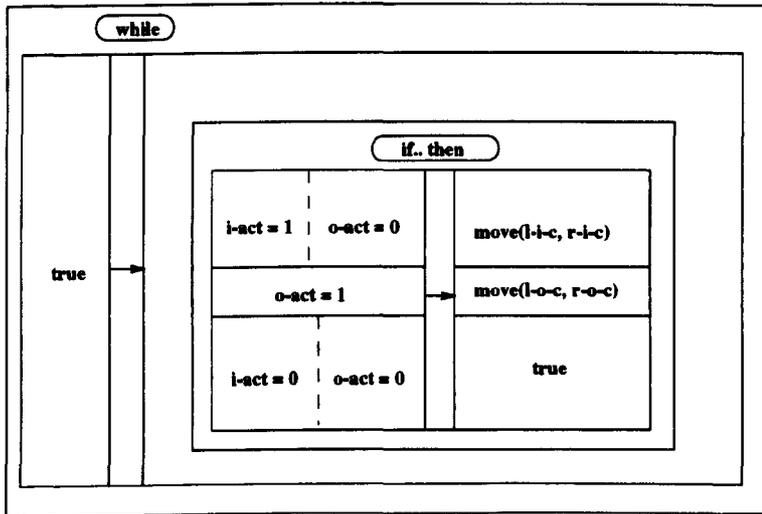 while
if.. then
i-act = 1 o-act = 0
move(l-i-c, r-i-c)
true
o-act = 1
move(l-o-c, r-o-c)
i-act = 0 o-act = 0
true